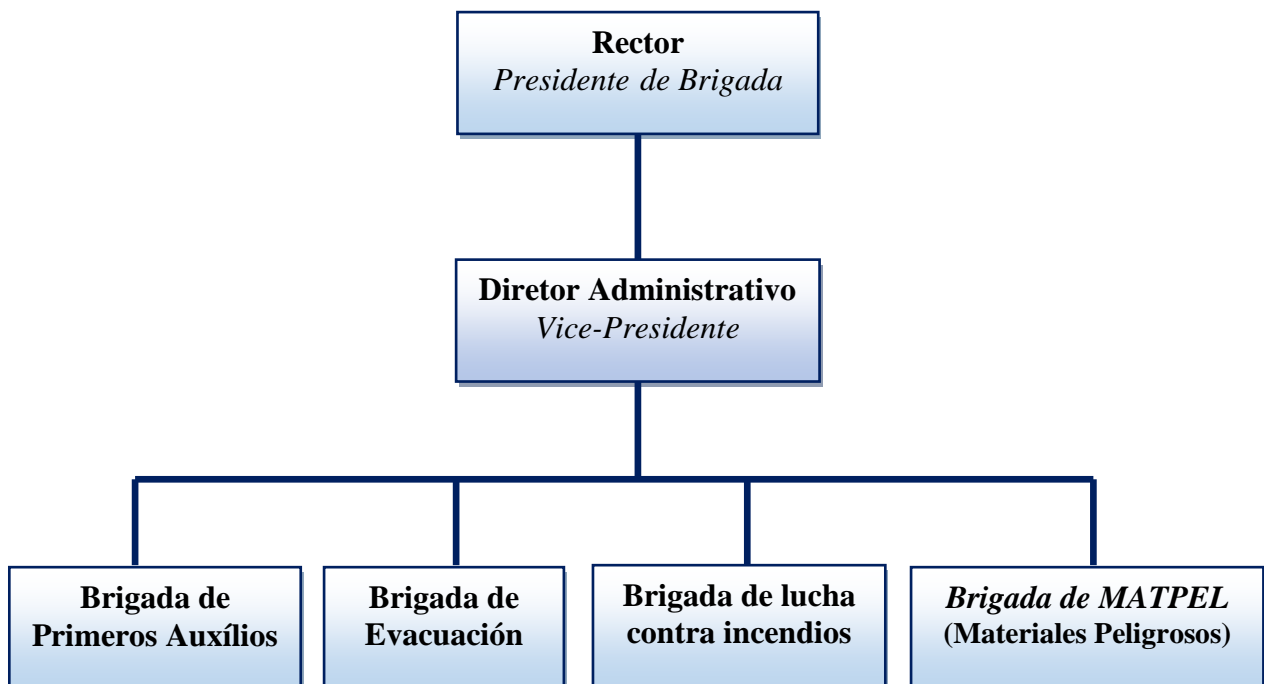 Rector
Presidente de Brigada
Diretor Administrativo
Vice-Presidente
Brigada de
Primeros Auxílios
Brigada de
Evacuación
Brigada de lucha
contra incendios
Brigada de MATPEL
(Materiales Peligrosos)